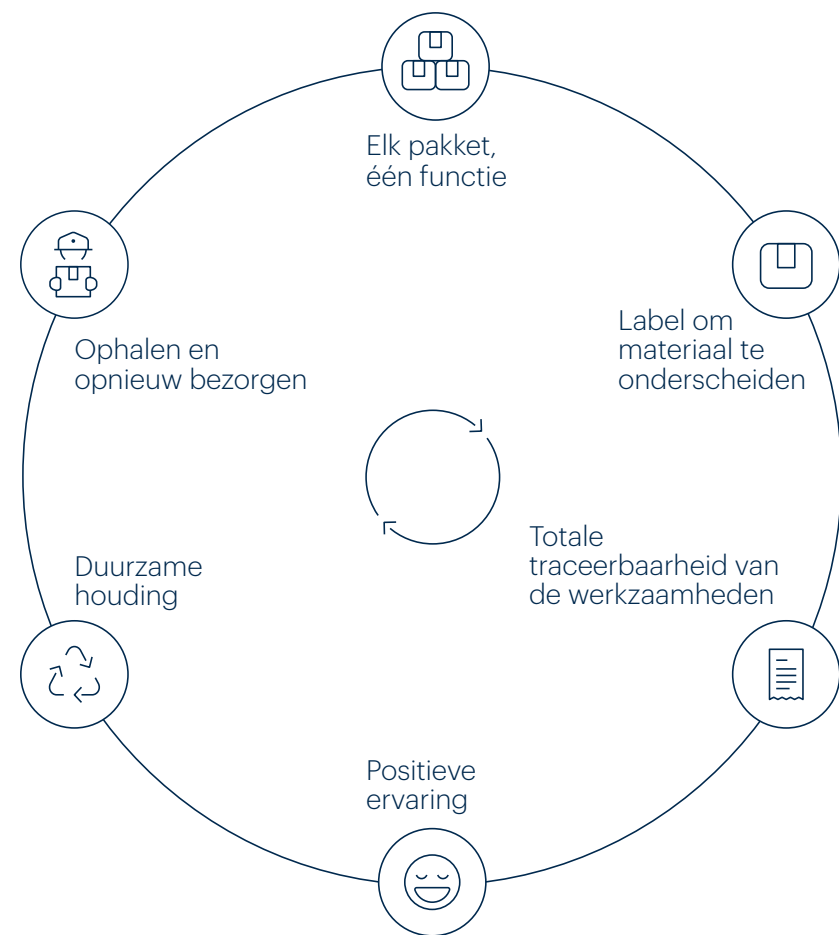 Elk pakket,
één functie
Label om
materiaal te
onderscheiden
Ophalen en
opnieuw bezorgen
Totale
traceerbaarheid van
de werkzaamheden
Duurzame
houding
Positieve
ervaring